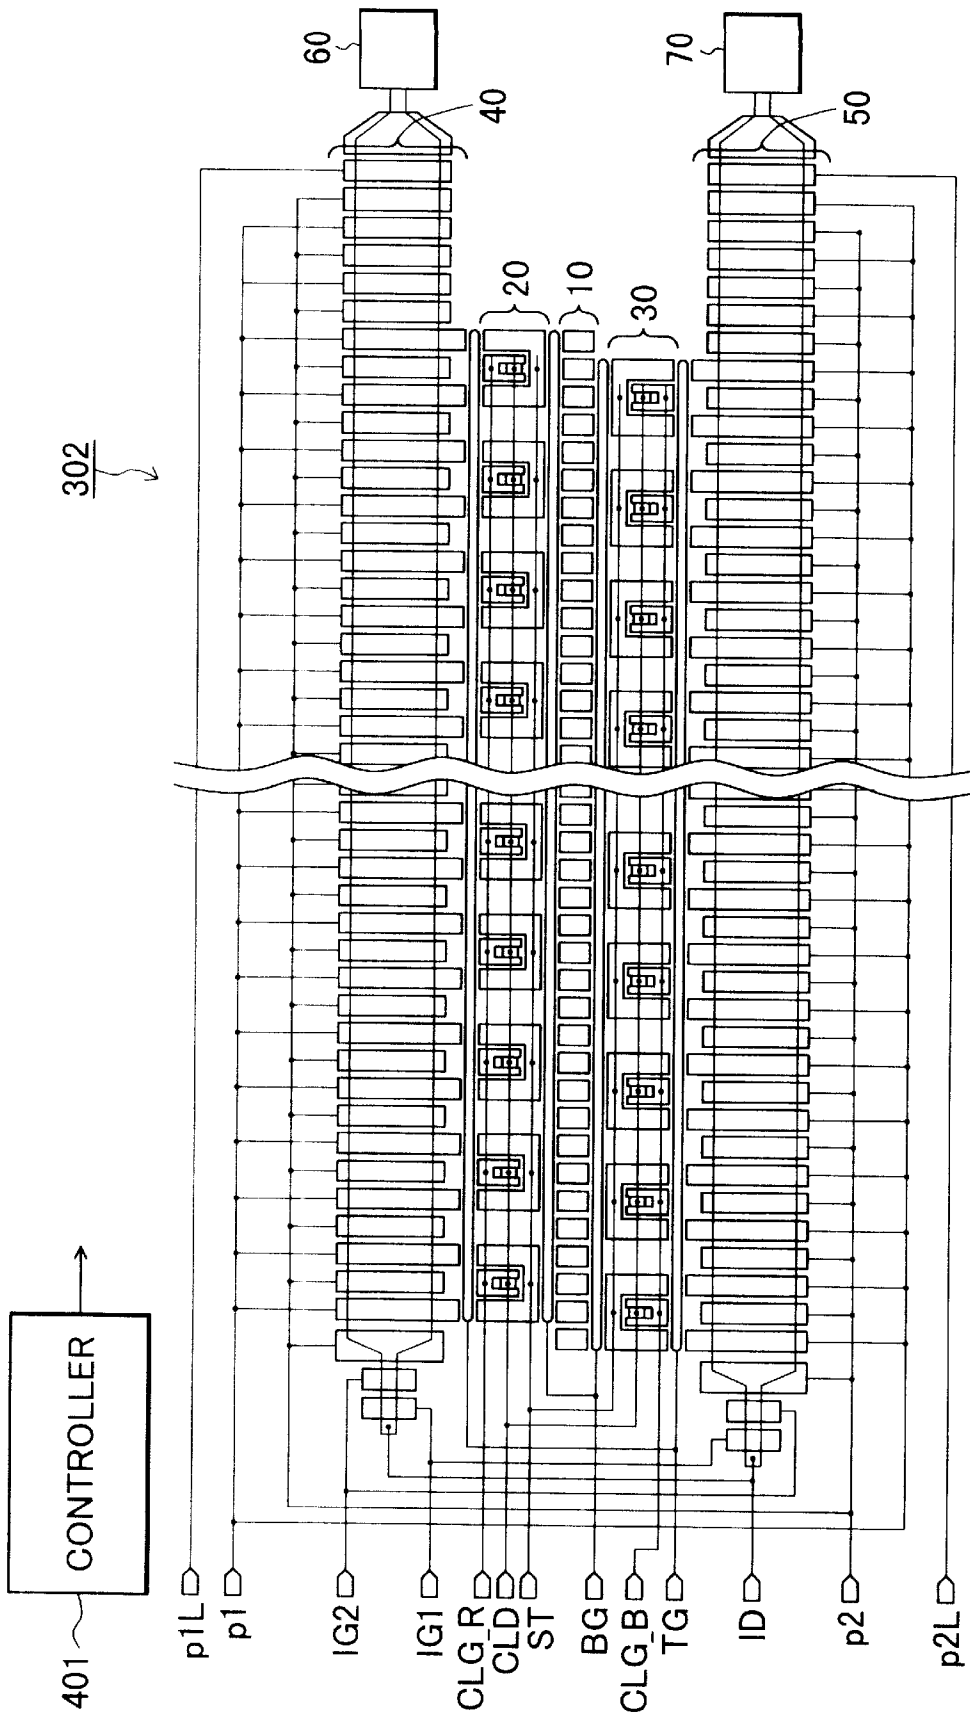 401
CONTROLLER
302
p1L
p1
IG2
IG1
CLG_R
CLD
ST
BG
CLG_B
TG
ID
p2
p2L
60
40
20
10
30
50
70